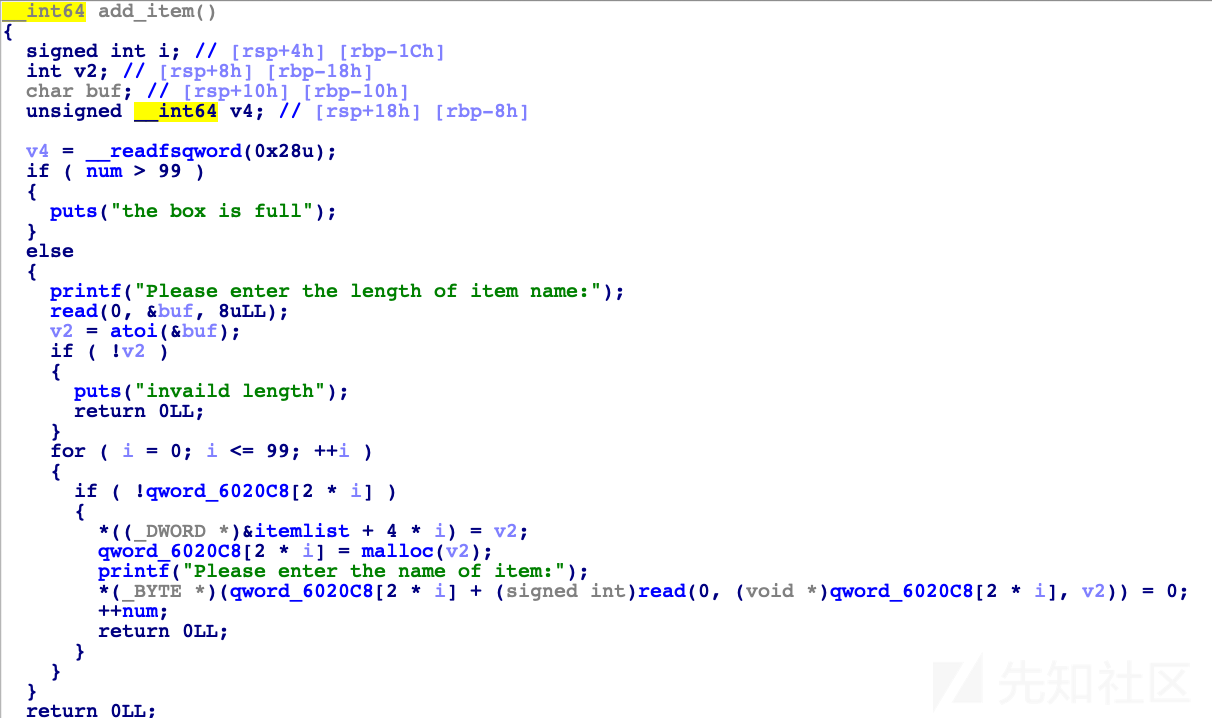 __int64 add_item()
{
  signed int i; // [rsp+4h] [rbp-1Ch]
  int v2; // [rsp+8h] [rbp-18h]
  char buf; // [rsp+10h] [rbp-10h]
  unsigned __int64 v4; // [rsp+18h] [rbp-8h]

  v4 = __readfsqword(0x28u);
  if ( num > 99 )
  {
    puts("the box is full");
  }
  else
  {
    printf("Please enter the length of item name:");
    read(0, &buf, 8uLL);
    v2 = atoi(&buf);
    if ( !v2 )
    {
      puts("invaild length");
      return 0LL;
    }
    for ( i = 0; i <= 99; ++i )
    {
      if ( !qword_6020C8[2 * i] )
      {
        *((_DWORD *)&itemlist + 4 * i) = v2;
        qword_6020C8[2 * i] = malloc(v2);
        printf("Please enter the name of item:");
        *(_BYTE *)(qword_6020C8[2 * i] + (signed int)read(0, (void *)qword_6020C8[2 * i], v2)) = 0;
        ++num;
        return 0LL;
      }
    }
  }
  return 0LL;
先知社区